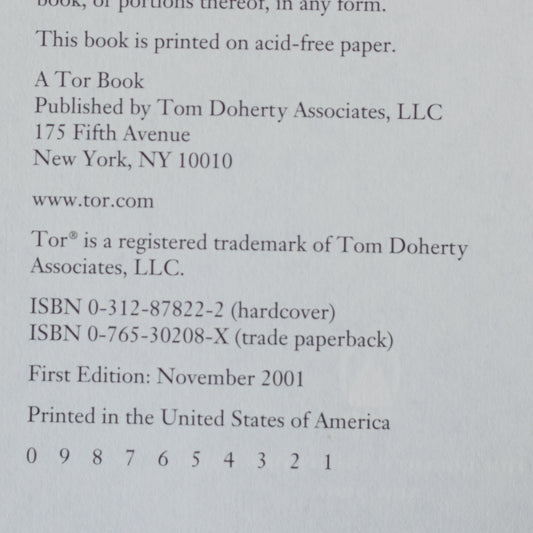 book, or portions thereof, in any form.
This book is printed on acid-free paper.
A Tor Book
Published by Tom Doherty Associates, LLC
175 Fifth Avenue
New York, NY 10010
www.tor.com
Tor® is a registered trademark of Tom Doherty
Associates, LLC.
ISBN 0-312-87822-2 (hardcover)
ISBN 0-765-30208-X (trade paperback)
First Edition: November 2001
Printed in the United States of America
0 9 8 7 6 5 4 3 2 1